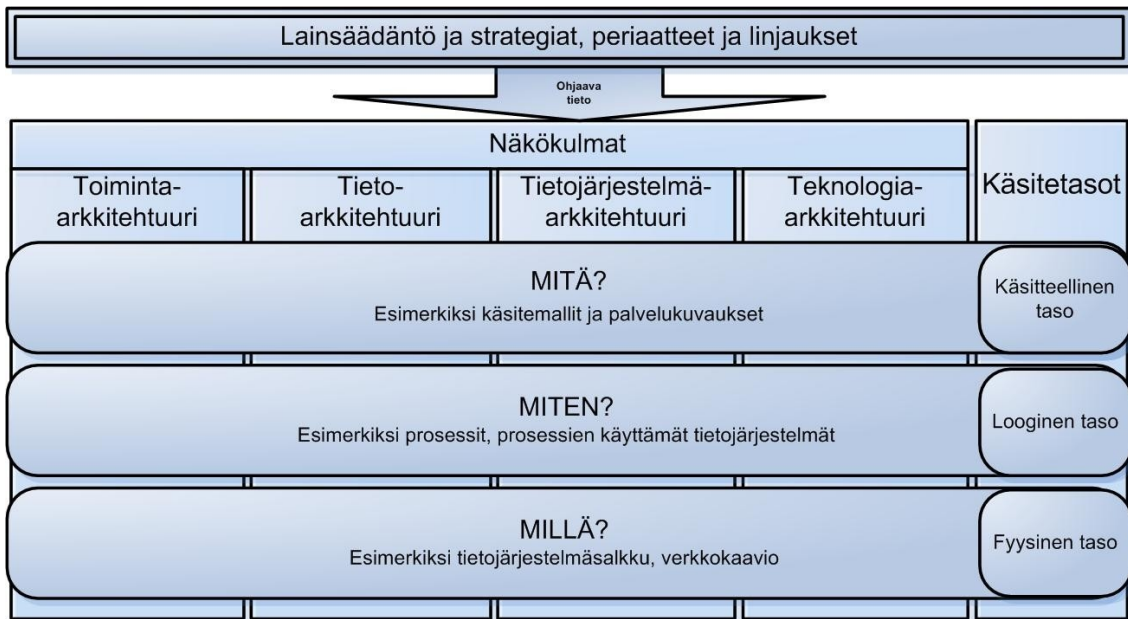 Lainsäädäntö ja strategiat, periaatteet ja linjaukset
Ohjaava
tieto
Näkökulmat
Käsitetasot
Toiminta-
arkkitehtuuri
Tieto-
arkkitehtuuri
Tietojärjestelmä-
arkkitehtuuri
Teknologia-
arkkitehtuuri
MITÄ?
Esimerkiksi käsitemallit ja palvelukuvaukset
Käsitteellinen
taso
MITEN?
Esimerkiksi prosessit, prosessien käyttämät tietojärjestelmät
Looginen taso
MILLÄ?
Esimerkiksi tietojärjestelmäsalkku, verkkokaavio
Fyysinen taso